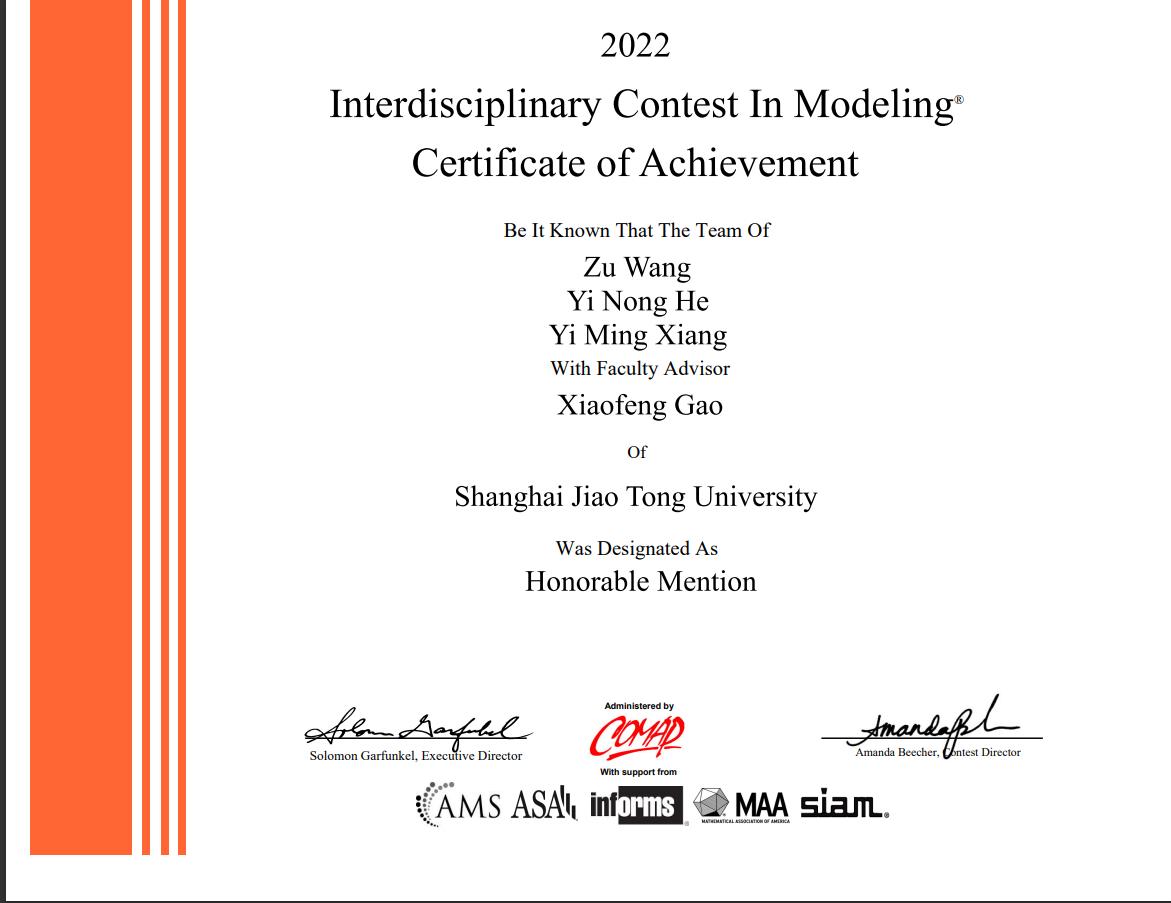 2022
Interdisciplinary Contest In Modeling®
Certificate of Achievement
Be It Known That The Team Of
Zu Wang
Yi Nong He
Yi Ming Xiang
With Faculty Advisor
Xiaofeng Gao
Of
Shanghai Jiao Tong University
Was Designated As
Honorable Mention
Solomon Garfunkel
Solomon Garfunkel, Executive Director
Administered by
COMAP
With support from
Amanda B
Amanda Beecher, Contest Director
AMS ASA informs® MAA siam®
MATHEMATICAL ASSOCIATION OF AMERICA